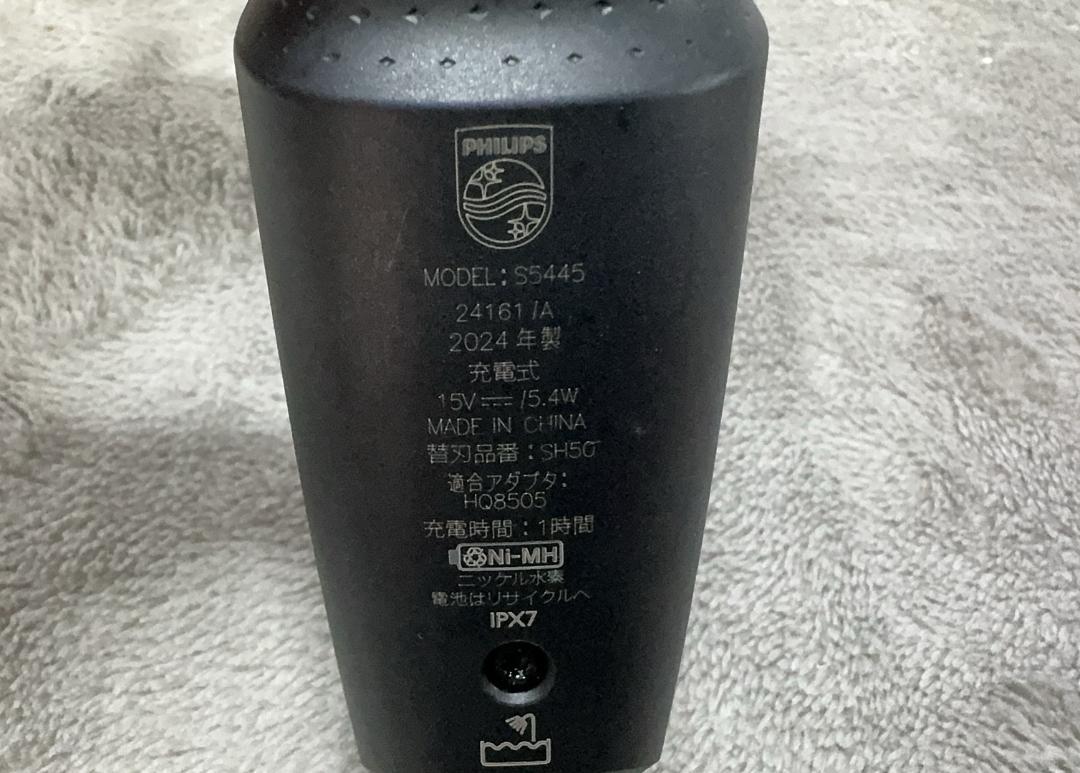 PHILIPS
MODEL: S5445
24161 /A
2024 年製
充電式
15V⎓/5.4W
MADE IN CHINA
替刃品番：SH50
適合アダプタ：
HQ8505
充電時間：1時間
Ni-MH
ニッケル水素
電池はリサイクルへ
IPX7